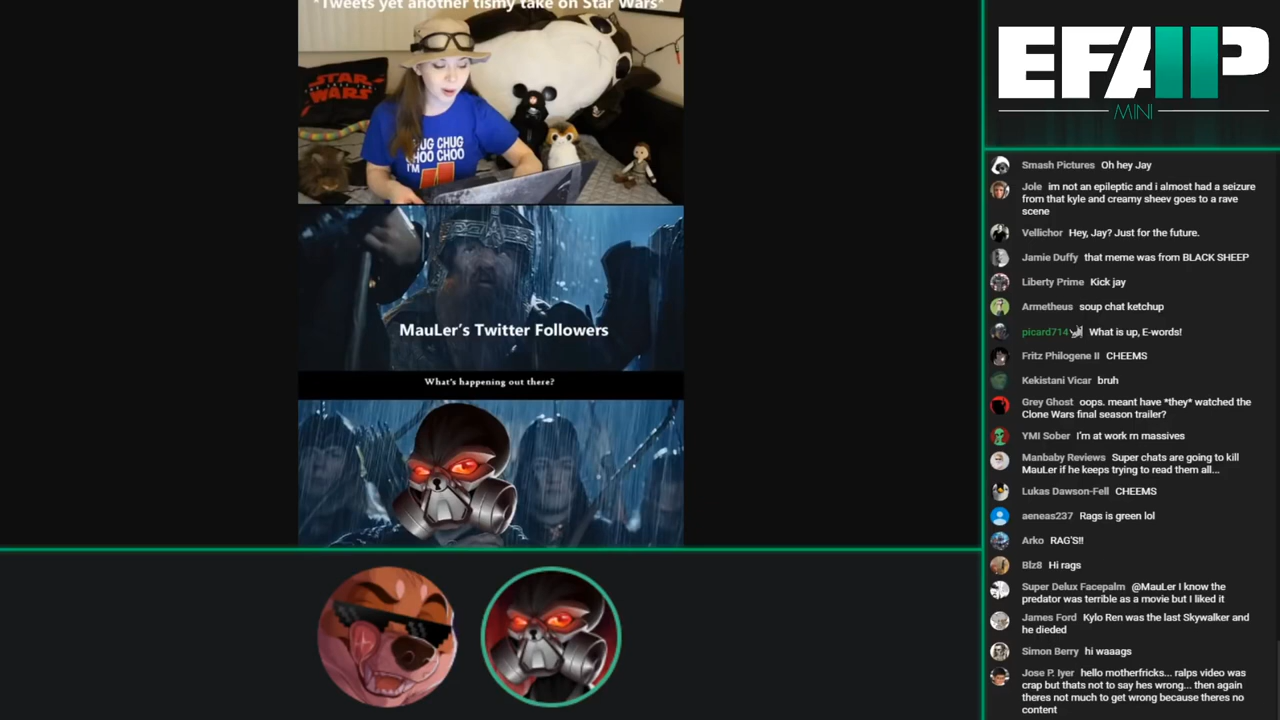 *Tweets yet another tismy take on Star Wars*
STAR
WARS
CHUG CHUG
CHOO CHOO
I'M
MauLer's Twitter Followers
What's happening out there?
EFAP
MINI
Smash Pictures Oh hey Jay
Jole im not an epileptic and i almost had a seizure
from that kyle and creamy sheev goes to a rave
scene
Vellichor Hey, Jay? Just for the future.
Jamie Duffy that meme was from BLACK SHEEP
Liberty Prime Kick jay
Armetheus soup chat ketchup
picard714 What is up, E-words!
Fritz Philogene II CHEEMS
Kekistani Vicar bruh
Grey Ghost oops. meant have *they* watched the
Clone Wars final season trailer?
YMI Sober I'm at work rn massives
Manbaby Reviews Super chats are going to kill
MauLer if he keeps trying to read them all...
Lukas Dawson-Fell CHEEMS
aeneas237 Rags is green lol
Arko RAG'S!!
Blz8 Hi rags
Super Delux Facepalm @MauLer I know the
predator was terrible as a movie but I liked it
James Ford Kylo Ren was the last Skywalker and
he dieded
Simon Berry hi waaags
Jose P. Iyer hello motherfricks... ralps video was
crap but thats not to say hes wrong... then again
theres not much to get wrong because theres no
content